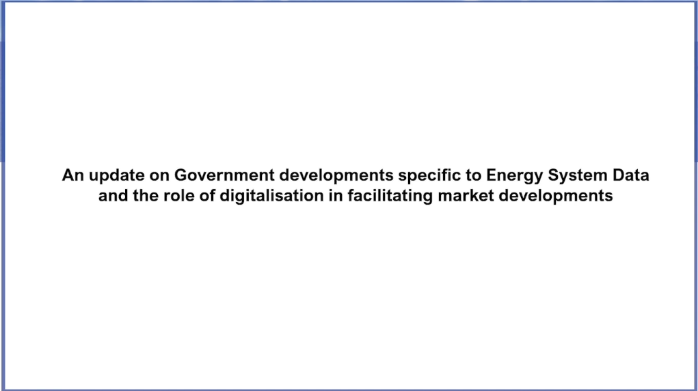 An update on Government developments specific to Energy System Data
and the role of digitalisation in facilitating market developments